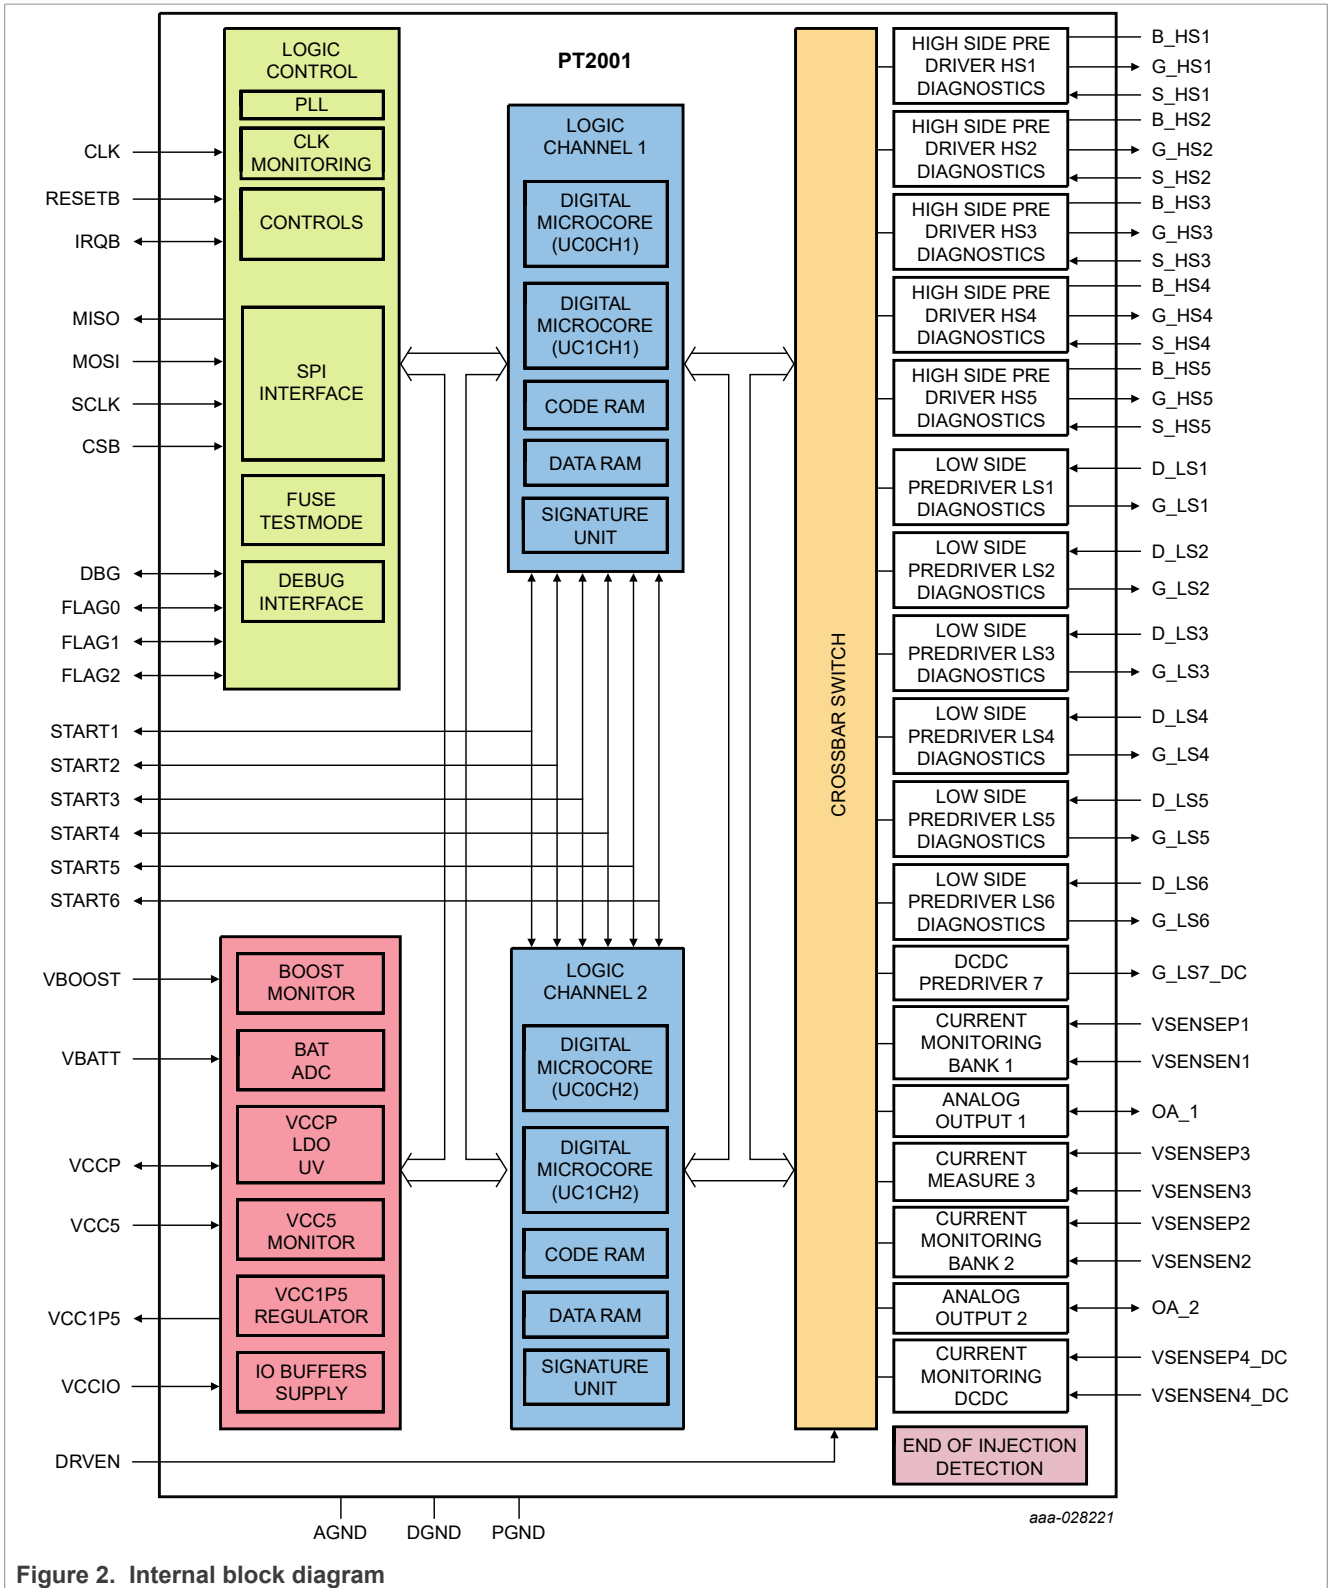 PT2001
LOGIC
CONTROL
PLL
CLK
MONITORING
CONTROLS
SPI
INTERFACE
FUSE
TESTMODE
DEBUG
INTERFACE
CLK
RESETB
IRQB
MISO
MOSI
SCLK
CSB
DBG
FLAG0
FLAG1
FLAG2
START1
START2
START3
START4
START5
START6
VBOOST
VBATT
VCCP
VCC5
VCC1P5
VCCIO
DRVEN
BOOST
MONITOR
BAT
ADC
VCCP
LDO
UV
VCC5
MONITOR
VCC1P5
REGULATOR
IO BUFFERS
SUPPLY
LOGIC
CHANNEL 1
DIGITAL
MICROCORE
(UC0CH1)
DIGITAL
MICROCORE
(UC1CH1)
CODE RAM
DATA RAM
SIGNATURE
UNIT
LOGIC
CHANNEL 2
DIGITAL
MICROCORE
(UC0CH2)
DIGITAL
MICROCORE
(UC1CH2)
CODE RAM
DATA RAM
SIGNATURE
UNIT
CROSSBAR SWITCH
HIGH SIDE PRE
DRIVER HS1
DIAGNOSTICS
B_HS1
G_HS1
S_HS1
HIGH SIDE PRE
DRIVER HS2
DIAGNOSTICS
B_HS2
G_HS2
S_HS2
HIGH SIDE PRE
DRIVER HS3
DIAGNOSTICS
B_HS3
G_HS3
S_HS3
HIGH SIDE PRE
DRIVER HS4
DIAGNOSTICS
B_HS4
G_HS4
S_HS4
HIGH SIDE PRE
DRIVER HS5
DIAGNOSTICS
B_HS5
G_HS5
S_HS5
LOW SIDE
PREDRIVER LS1
DIAGNOSTICS
D_LS1
G_LS1
LOW SIDE
PREDRIVER LS2
DIAGNOSTICS
D_LS2
G_LS2
LOW SIDE
PREDRIVER LS3
DIAGNOSTICS
D_LS3
G_LS3
LOW SIDE
PREDRIVER LS4
DIAGNOSTICS
D_LS4
G_LS4
LOW SIDE
PREDRIVER LS5
DIAGNOSTICS
D_LS5
G_LS5
LOW SIDE
PREDRIVER LS6
DIAGNOSTICS
D_LS6
G_LS6
DCDC
PREDRIVER 7
G_LS7_DC
CURRENT
MONITORING
BANK 1
VSENSEP1
VSENSEN1
ANALOG
OUTPUT 1
OA_1
CURRENT
MEASURE 3
VSENSEP3
VSENSEN3
CURRENT
MONITORING
BANK 2
VSENSEP2
VSENSEN2
ANALOG
OUTPUT 2
OA_2
CURRENT
MONITORING
DCDC
VSENSEP4_DC
VSENSEN4_DC
END OF INJECTION
DETECTION
AGND
DGND
PGND
aaa-028221
Figure 2. Internal block diagram